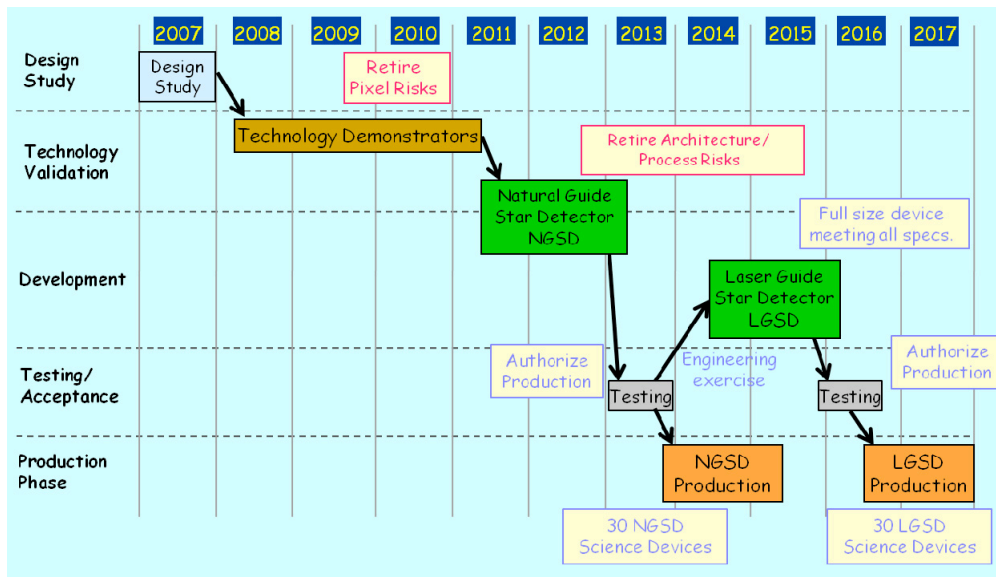 2007 2008 2009 2010 2011 2012 2013 2014 2015 2016 2017
Design
Study
Design
Study
Retire
Pixel Risks
Technology
Validation
Technology Demonstrators
Retire Architecture/
Process Risks
Natural Guide
Star Detector
NGSD
Full size device
meeting all specs.
Development
Laser Guide
Star Detector
LGSD
Testing/
Acceptance
Authorize
Production
Testing
Engineering
exercise
Testing
Authorize
Production
Production
Phase
NGSD
Production
LGSD
Production
30 NGSD
Science Devices
30 LGSD
Science Devices